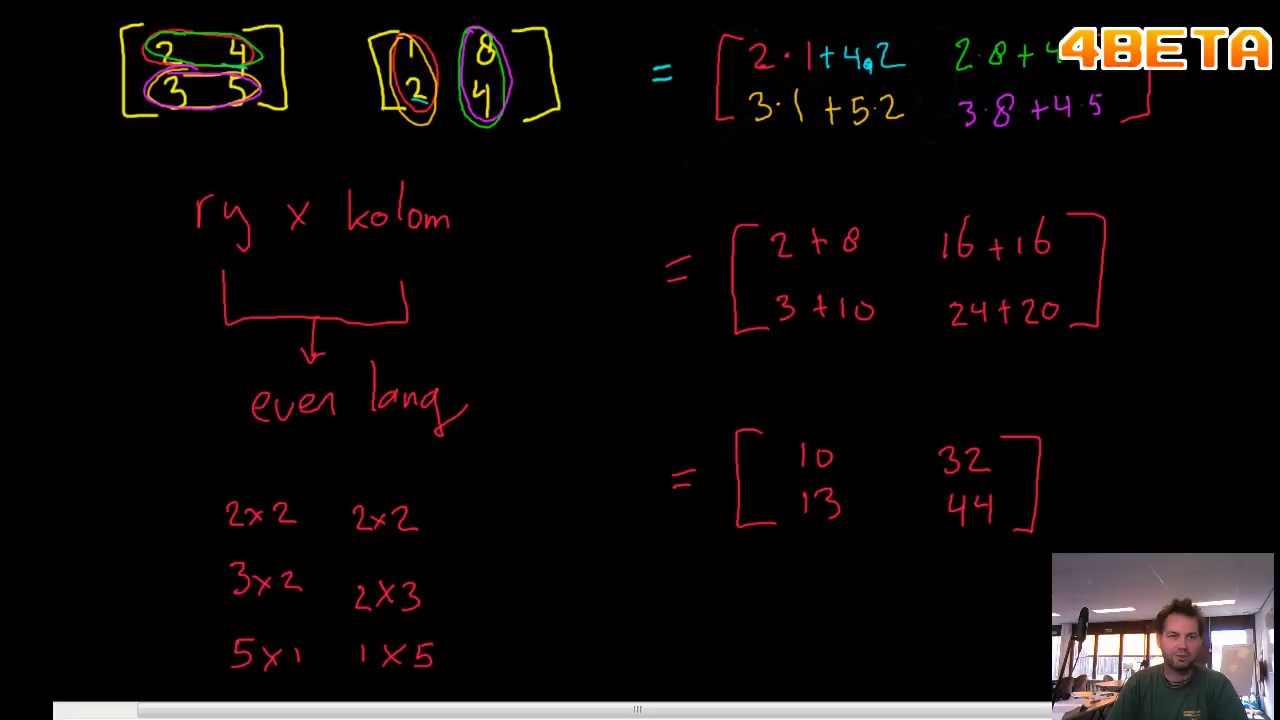 4BETA
2 4 1 8 = 2·1+4·2 2·8+4
3 5 2 4 3·1+5·2 3·8+4·5
ry x kolom
= 2+8 16+16
3+10 24+20
even lang
= 10 32
13 44
2x2 2x2
3x2 2x3
5x1 1x5